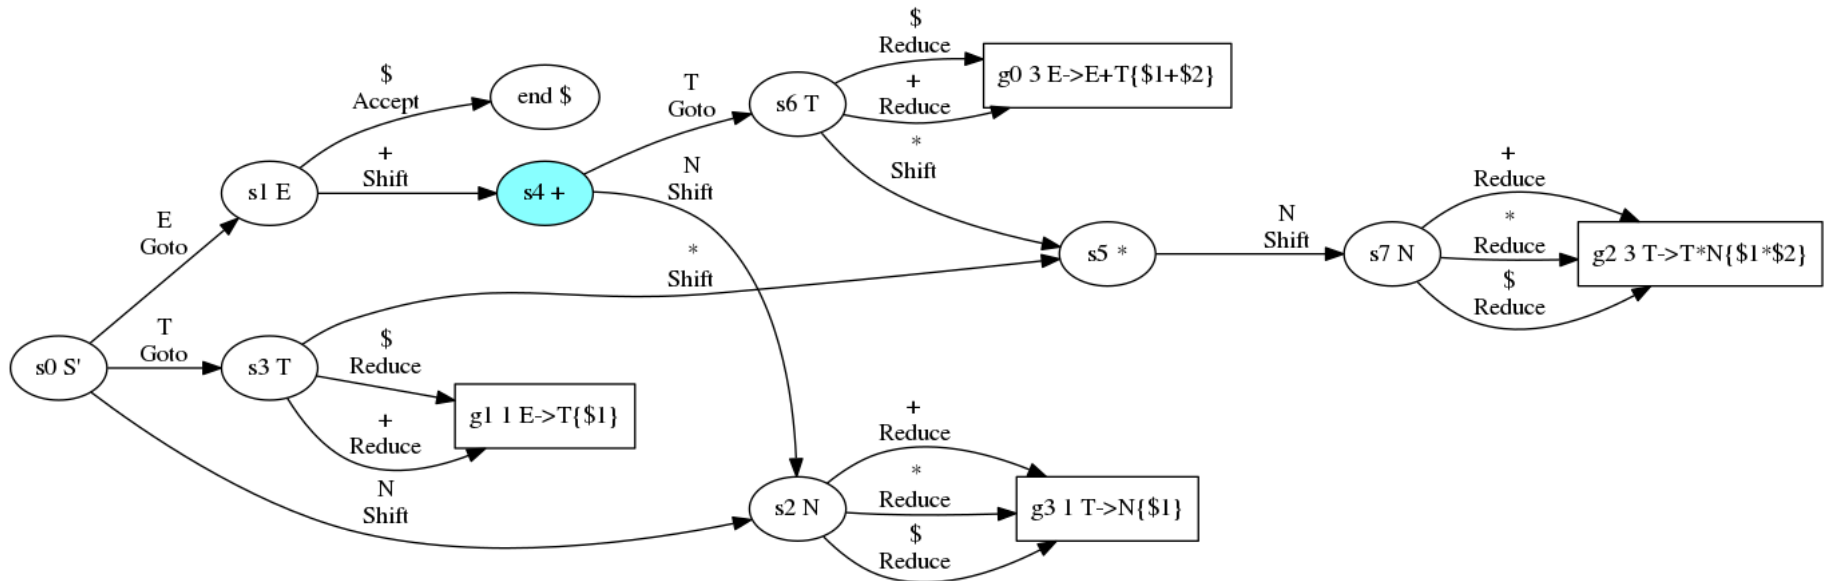 $
Reduce
g0 3 E->E+T{$1+$2}
+
Reduce
s6 T
*
Shift
T
Goto
$
Accept
end $
+
Shift
s1 E
s4 +
N
Shift
+
Reduce
*
Reduce
$
Reduce
s7 N
g2 3 T->T*N{$1*$2}
N
Shift
s5 *
E
Goto
*
Shift
s0 S'
T
Goto
s3 T
$
Reduce
+
Reduce
g1 1 E->T{$1}
N
Shift
s2 N
+
Reduce
*
Reduce
$
Reduce
g3 1 T->N{$1}